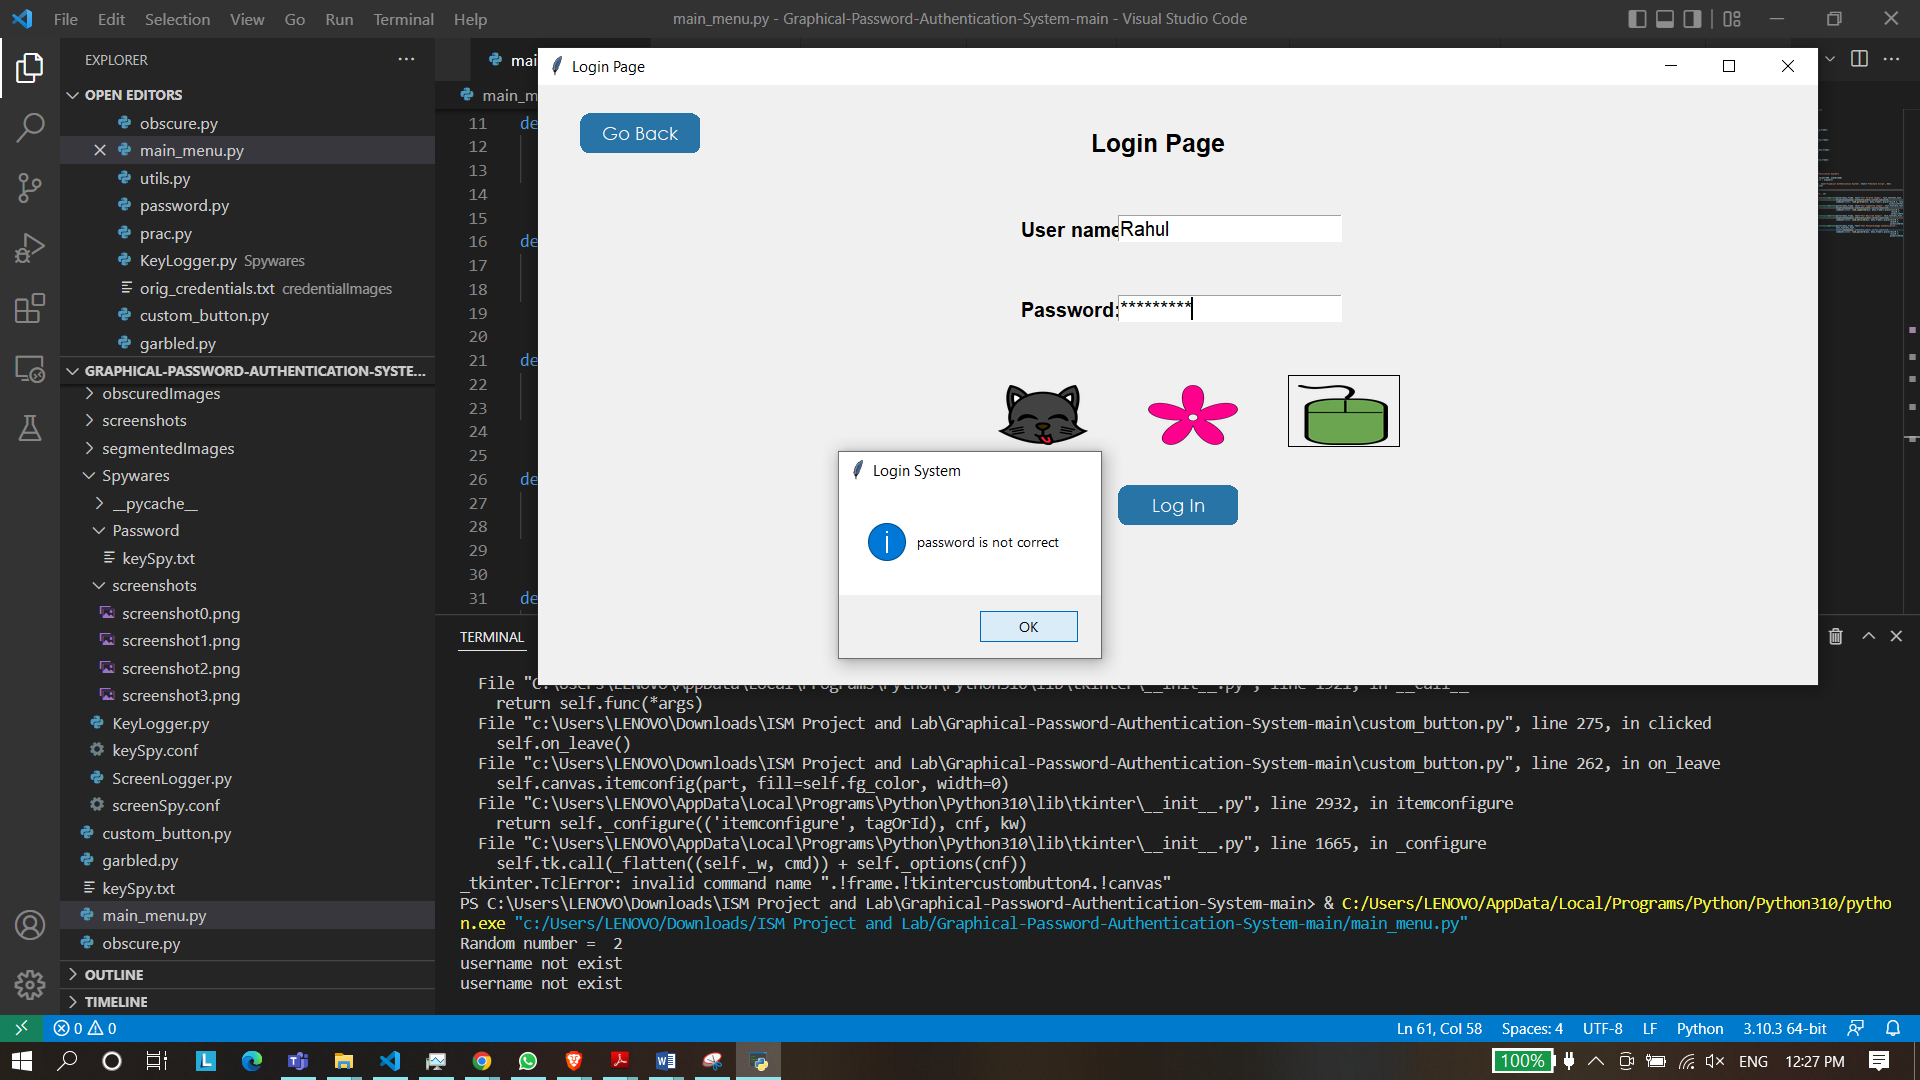 File Edit Selection View Go Run Terminal Help
main_menu.py - Graphical-Password-Authentication-System-main - Visual Studio Code
EXPLORER
OPEN EDITORS
obscure.py
main_menu.py
utils.py
password.py
prac.py
KeyLogger.py Spywares
orig_credentials.txt credentialImages
custom_button.py
garbled.py
GRAPHICAL-PASSWORD-AUTHENTICATION-SYSTE...
obscuredImages
screenshots
segmentedImages
Spywares
__pycache__
Password
keySpy.txt
screenshots
screenshot0.png
screenshot1.png
screenshot2.png
screenshot3.png
KeyLogger.py
keySpy.conf
ScreenLogger.py
screenSpy.conf
custom_button.py
garbled.py
keySpy.txt
main_menu.py
obscure.py
OUTLINE
TIMELINE
mai
main_m
11 de
12
13
14
15
16 de
17
18
19
20
21 de
22
23
24
25
26 de
27
28
29
30
31 de
Login Page
Go Back
Login Page
User name
Rahul
Password:
*********
Log In
Login System
password is not correct
OK
TERMINAL
File "C:\Users\LENOVO\AppData\Local\Programs\Python\Python310\lib\tkinter\__init__.py", line 1921, in __call__
return self.func(*args)
File "c:\Users\LENOVO\Downloads\ISM Project and Lab\Graphical-Password-Authentication-System-main\custom_button.py", line 275, in clicked
self.on_leave()
File "c:\Users\LENOVO\Downloads\ISM Project and Lab\Graphical-Password-Authentication-System-main\custom_button.py", line 262, in on_leave
self.canvas.itemconfig(part, fill=self.fg_color, width=0)
File "C:\Users\LENOVO\AppData\Local\Programs\Python\Python310\lib\tkinter\__init__.py", line 2932, in itemconfigure
return self._configure(('itemconfigure', tagOrId), cnf, kw)
File "C:\Users\LENOVO\AppData\Local\Programs\Python\Python310\lib\tkinter\__init__.py", line 1665, in _configure
self.tk.call(_flatten((self._w, cmd)) + self._options(cnf))
_tkinter.TclError: invalid command name ".!frame.!tkintercustombutton4.!canvas"
PS C:\Users\LENOVO\Downloads\ISM Project and Lab\Graphical-Password-Authentication-System-main> & C:/Users/LENOVO/AppData/Local/Programs/Python/Python310/pytho
n.exe "c:/Users/LENOVO/Downloads/ISM Project and Lab/Graphical-Password-Authentication-System-main/main_menu.py"
Random number =  2
username not exist
username not exist
0 0
Ln 61, Col 58 Spaces: 4 UTF-8 LF Python 3.10.3 64-bit
100% ENG 12:27 PM